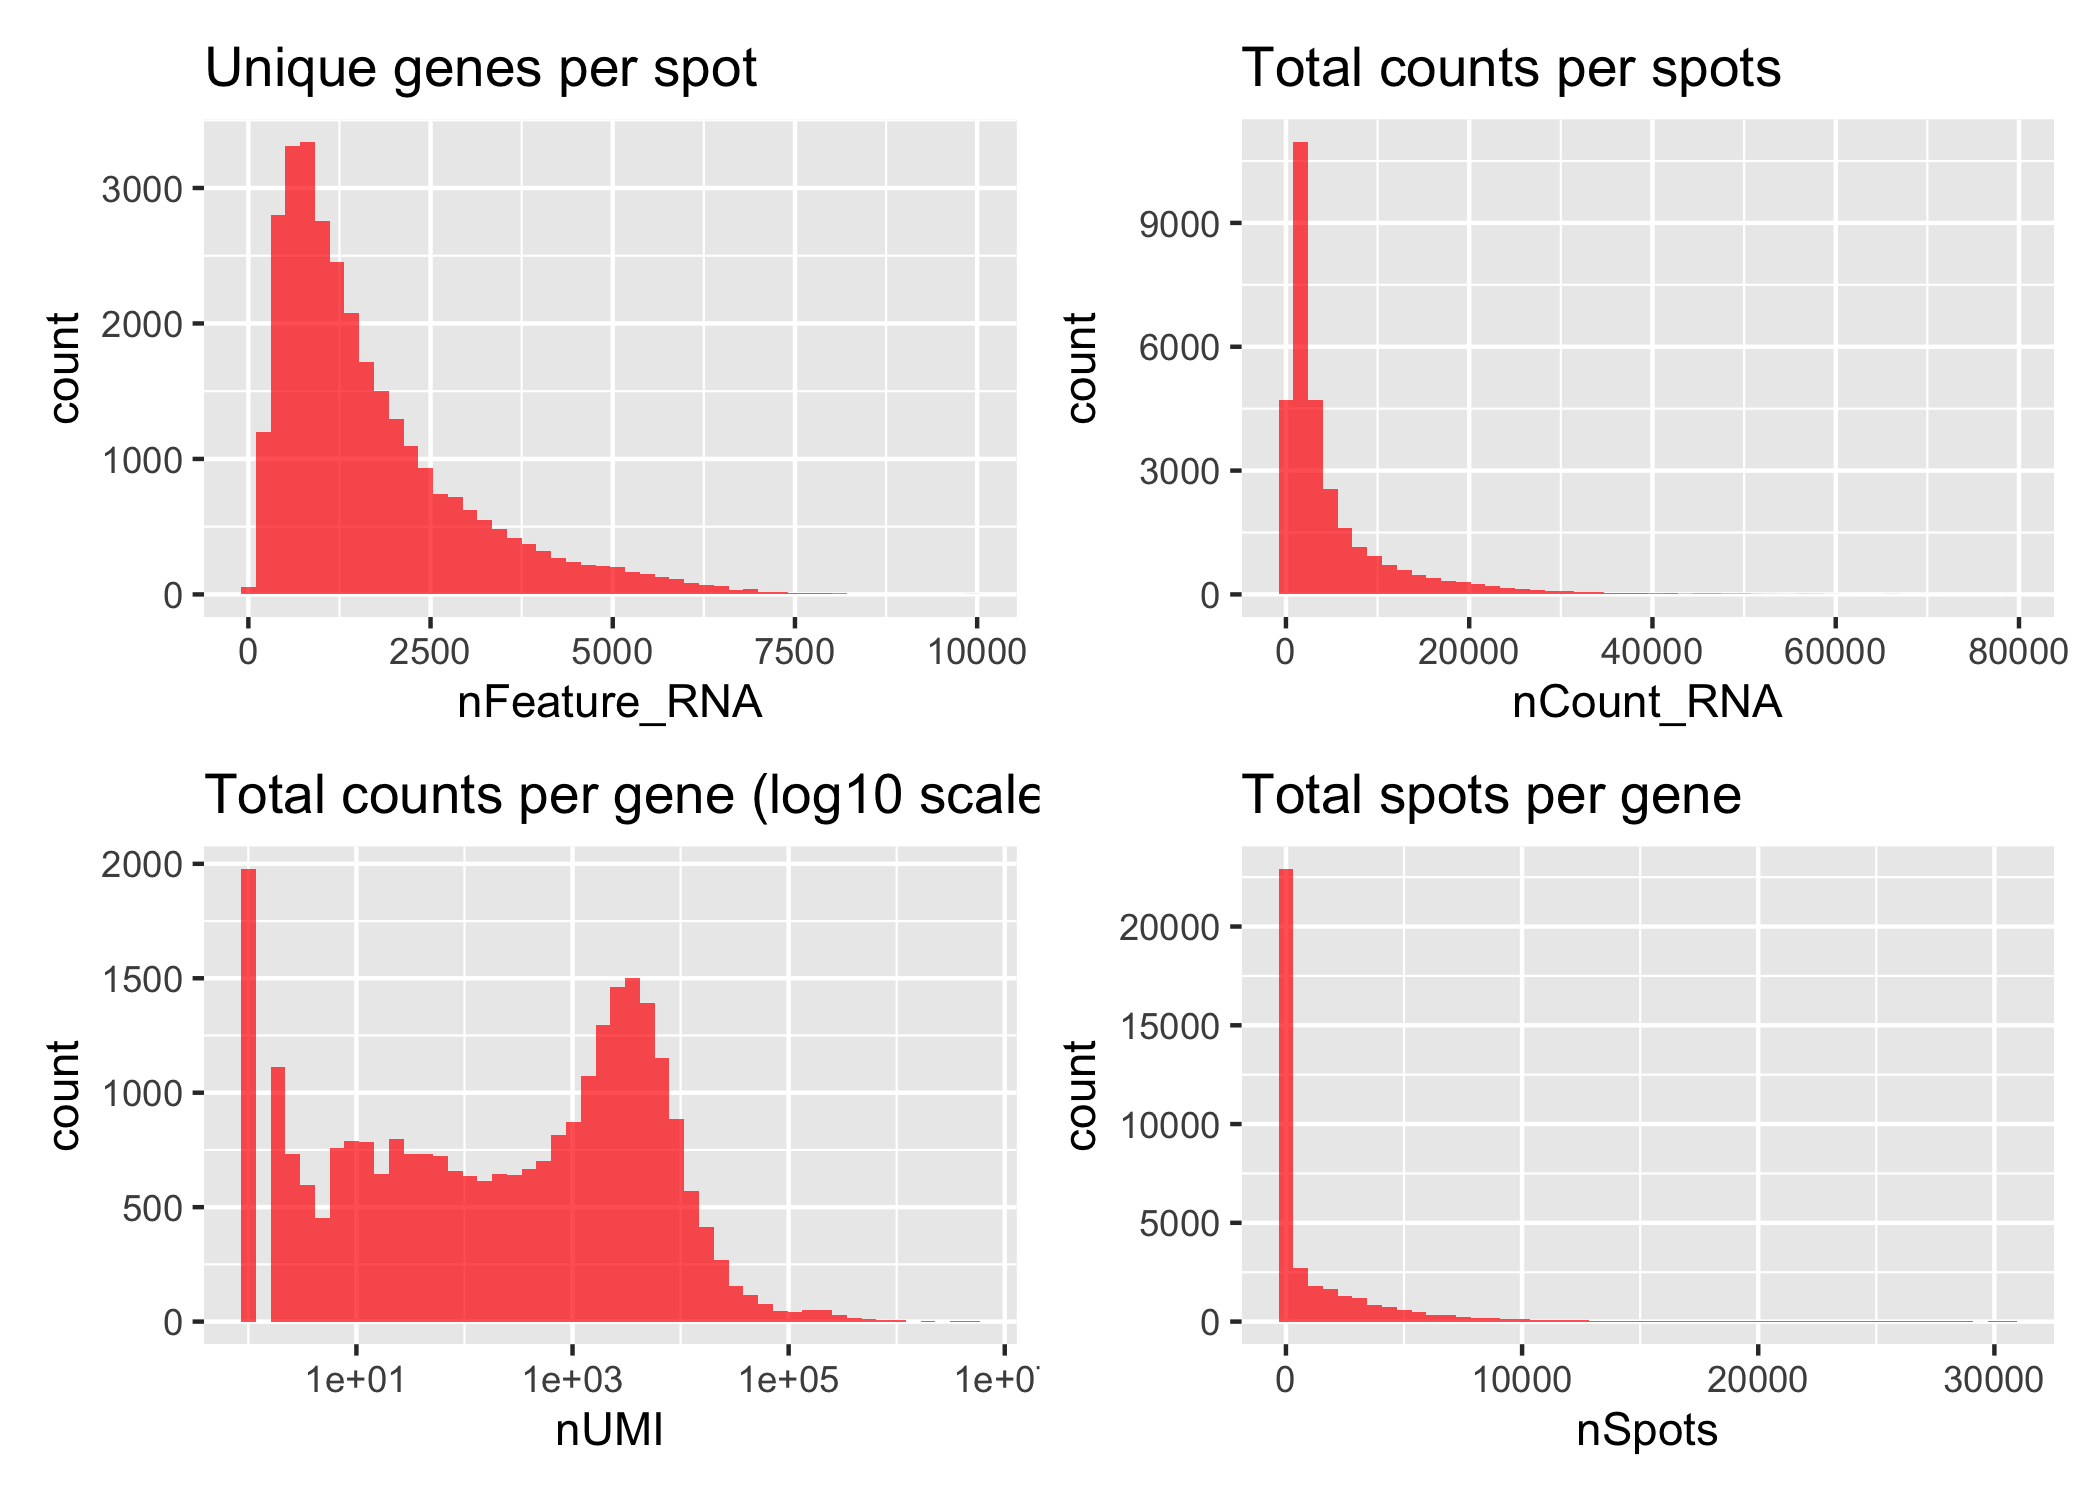 Unique genes per spot
count
3000
2000
1000
0
0 2500 5000 7500 10000
nFeature_RNA
Total counts per spots
count
9000
6000
3000
0
0 20000 40000 60000 80000
nCount_RNA
Total counts per gene (log10 scale
count
2000
1500
1000
500
0
1e+01 1e+03 1e+05
nUMI
Total spots per gene
count
20000
15000
10000
5000
0
0 10000 20000 30000
nSpots